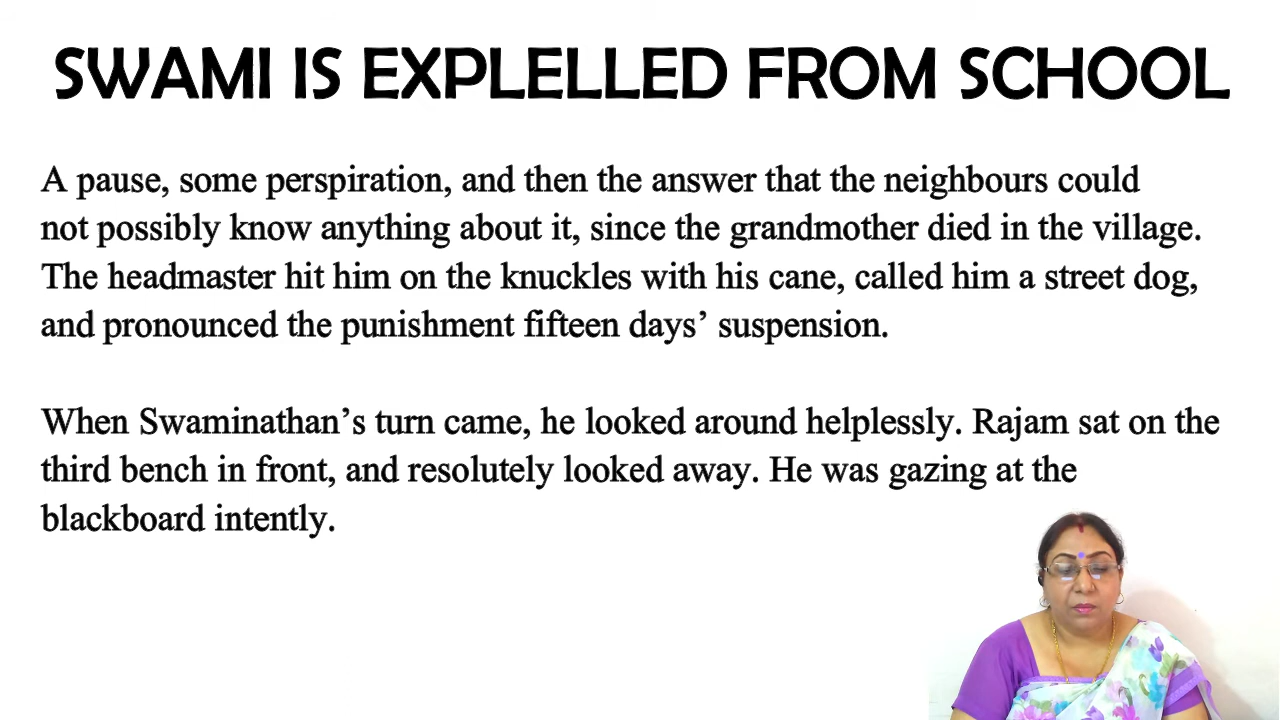 SWAMI IS EXPLELLED FROM SCHOOL
A pause, some perspiration, and then the answer that the neighbours could
not possibly know anything about it, since the grandmother died in the village.
The headmaster hit him on the knuckles with his cane, called him a street dog,
and pronounced the punishment fifteen days’ suspension.
When Swaminathan’s turn came, he looked around helplessly. Rajam sat on the
third bench in front, and resolutely looked away. He was gazing at the
blackboard intently.